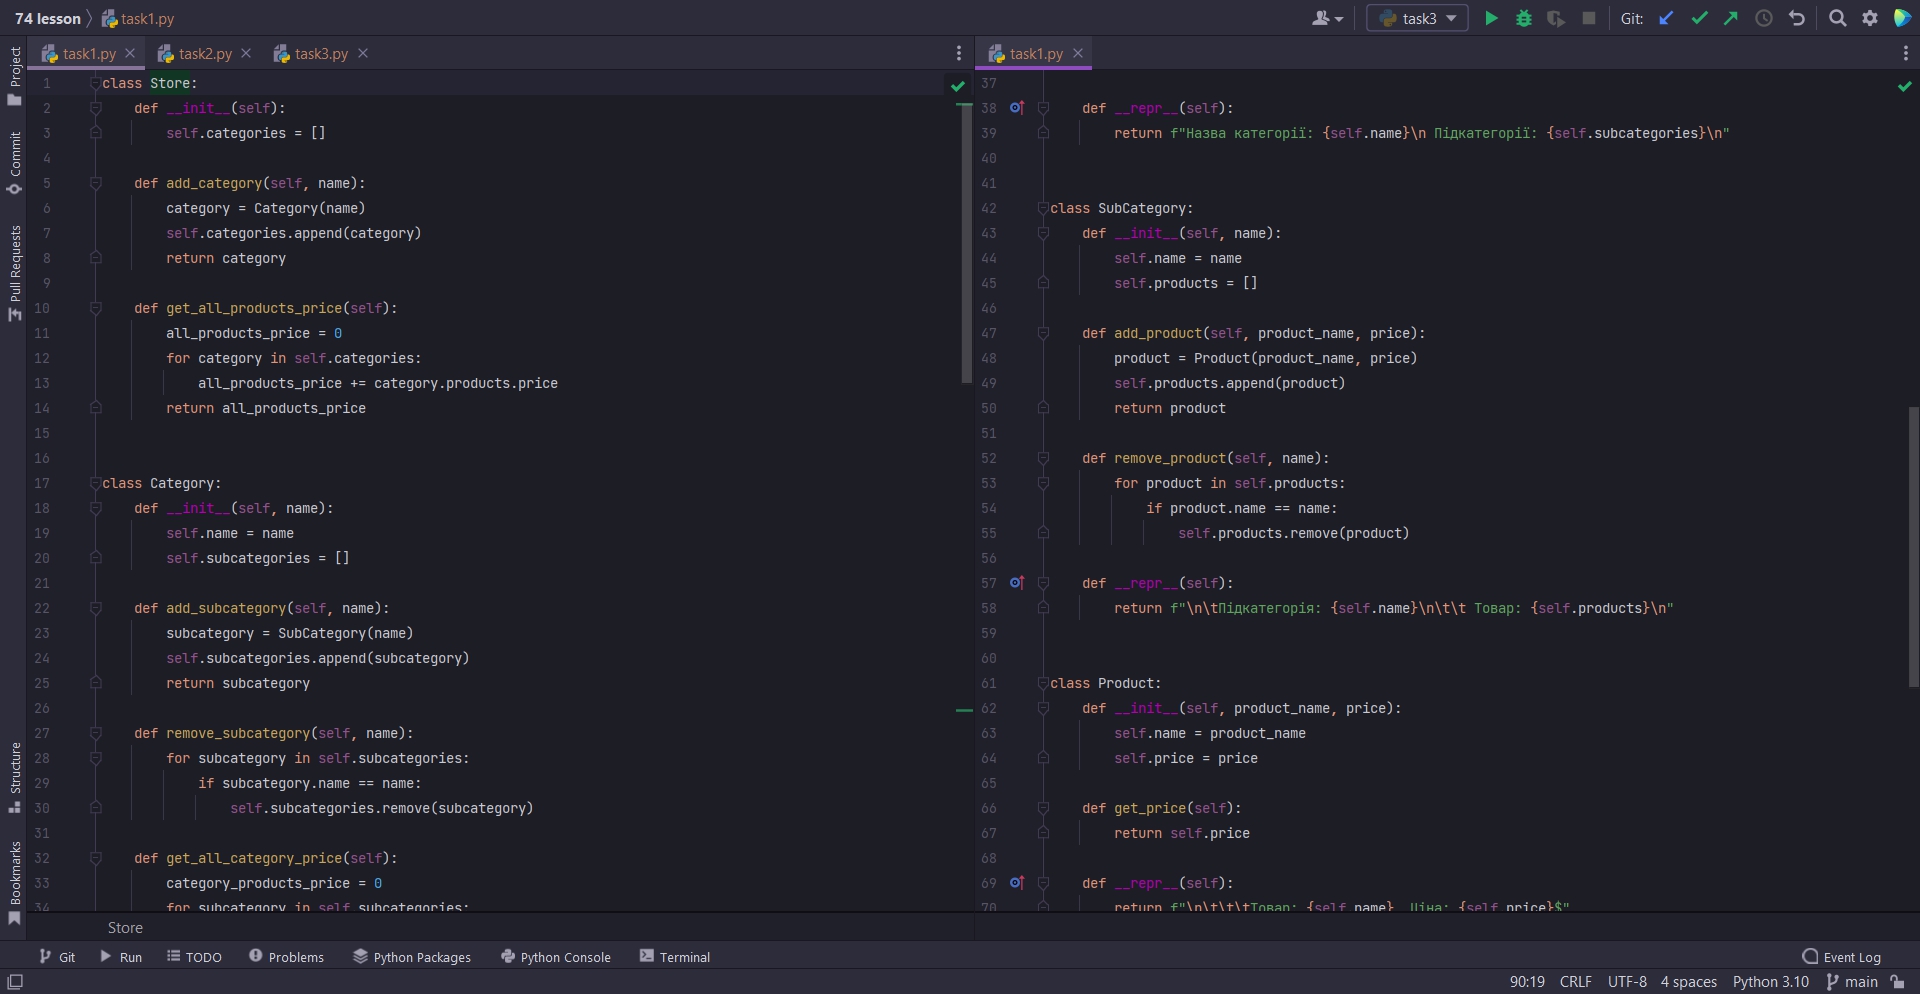 74 lesson
task1.py
task3
Git:
task1.py
task2.py
task3.py
task1.py
Project
Commit
Pull Requests
Structure
Bookmarks
1 class Store:
2 def __init__(self):
3 self.categories = []
4
5 def add_category(self, name):
6 category = Category(name)
7 self.categories.append(category)
8 return category
9
10 def get_all_products_price(self):
11 all_products_price = 0
12 for category in self.categories:
13 all_products_price += category.products.price
14 return all_products_price
15
16
17 class Category:
18 def __init__(self, name):
19 self.name = name
20 self.subcategories = []
21
22 def add_subcategory(self, name):
23 subcategory = SubCategory(name)
24 self.subcategories.append(subcategory)
25 return subcategory
26
27 def remove_subcategory(self, name):
28 for subcategory in self.subcategories:
29 if subcategory.name == name:
30 self.subcategories.remove(subcategory)
31
32 def get_all_category_price(self):
33 category_products_price = 0
34 for subcategory in self.subcategories:
37
38 def __repr__(self):
39 return f"Назва категорії: {self.name}\n Підкатегорії: {self.subcategories}\n"
40
41
42 class SubCategory:
43 def __init__(self, name):
44 self.name = name
45 self.products = []
46
47 def add_product(self, product_name, price):
48 product = Product(product_name, price)
49 self.products.append(product)
50 return product
51
52 def remove_product(self, name):
53 for product in self.products:
54 if product.name == name:
55 self.products.remove(product)
56
57 def __repr__(self):
58 return f"\n\tПідкатегорія: {self.name}\n\t\t Товар: {self.products}\n"
59
60
61 class Product:
62 def __init__(self, product_name, price):
63 self.name = product_name
64 self.price = price
65
66 def get_price(self):
67 return self.price
68
69 def __repr__(self):
70 return f"\n\t\t\tТовар: {self.name}, Ціна: {self.price}$"
Store
Git
Run
TODO
Problems
Python Packages
Python Console
Terminal
Event Log
90:19 CRLF UTF-8 4 spaces Python 3.10 main